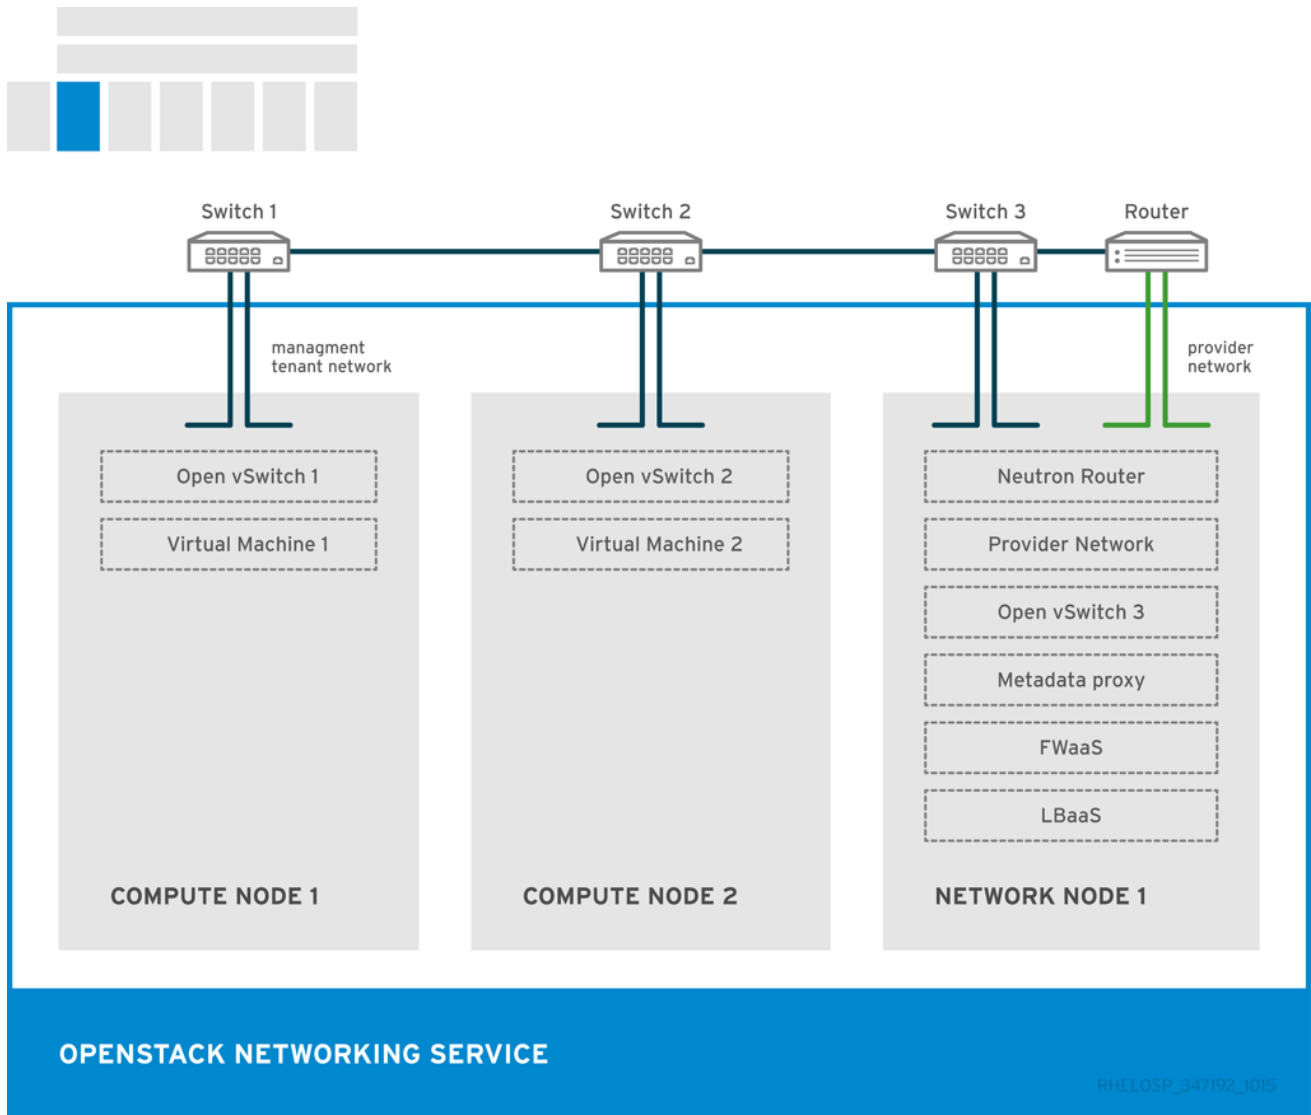 Switch 1
Switch 2
Switch 3
Router
managment
tenant network
provider
network
Open vSwitch 1
Virtual Machine 1
COMPUTE NODE 1
Open vSwitch 2
Virtual Machine 2
COMPUTE NODE 2
Neutron Router
Provider Network
Open vSwitch 3
Metadata proxy
FWaaS
LBaaS
NETWORK NODE 1
OPENSTACK NETWORKING SERVICE
RHELOSP_347192_1015